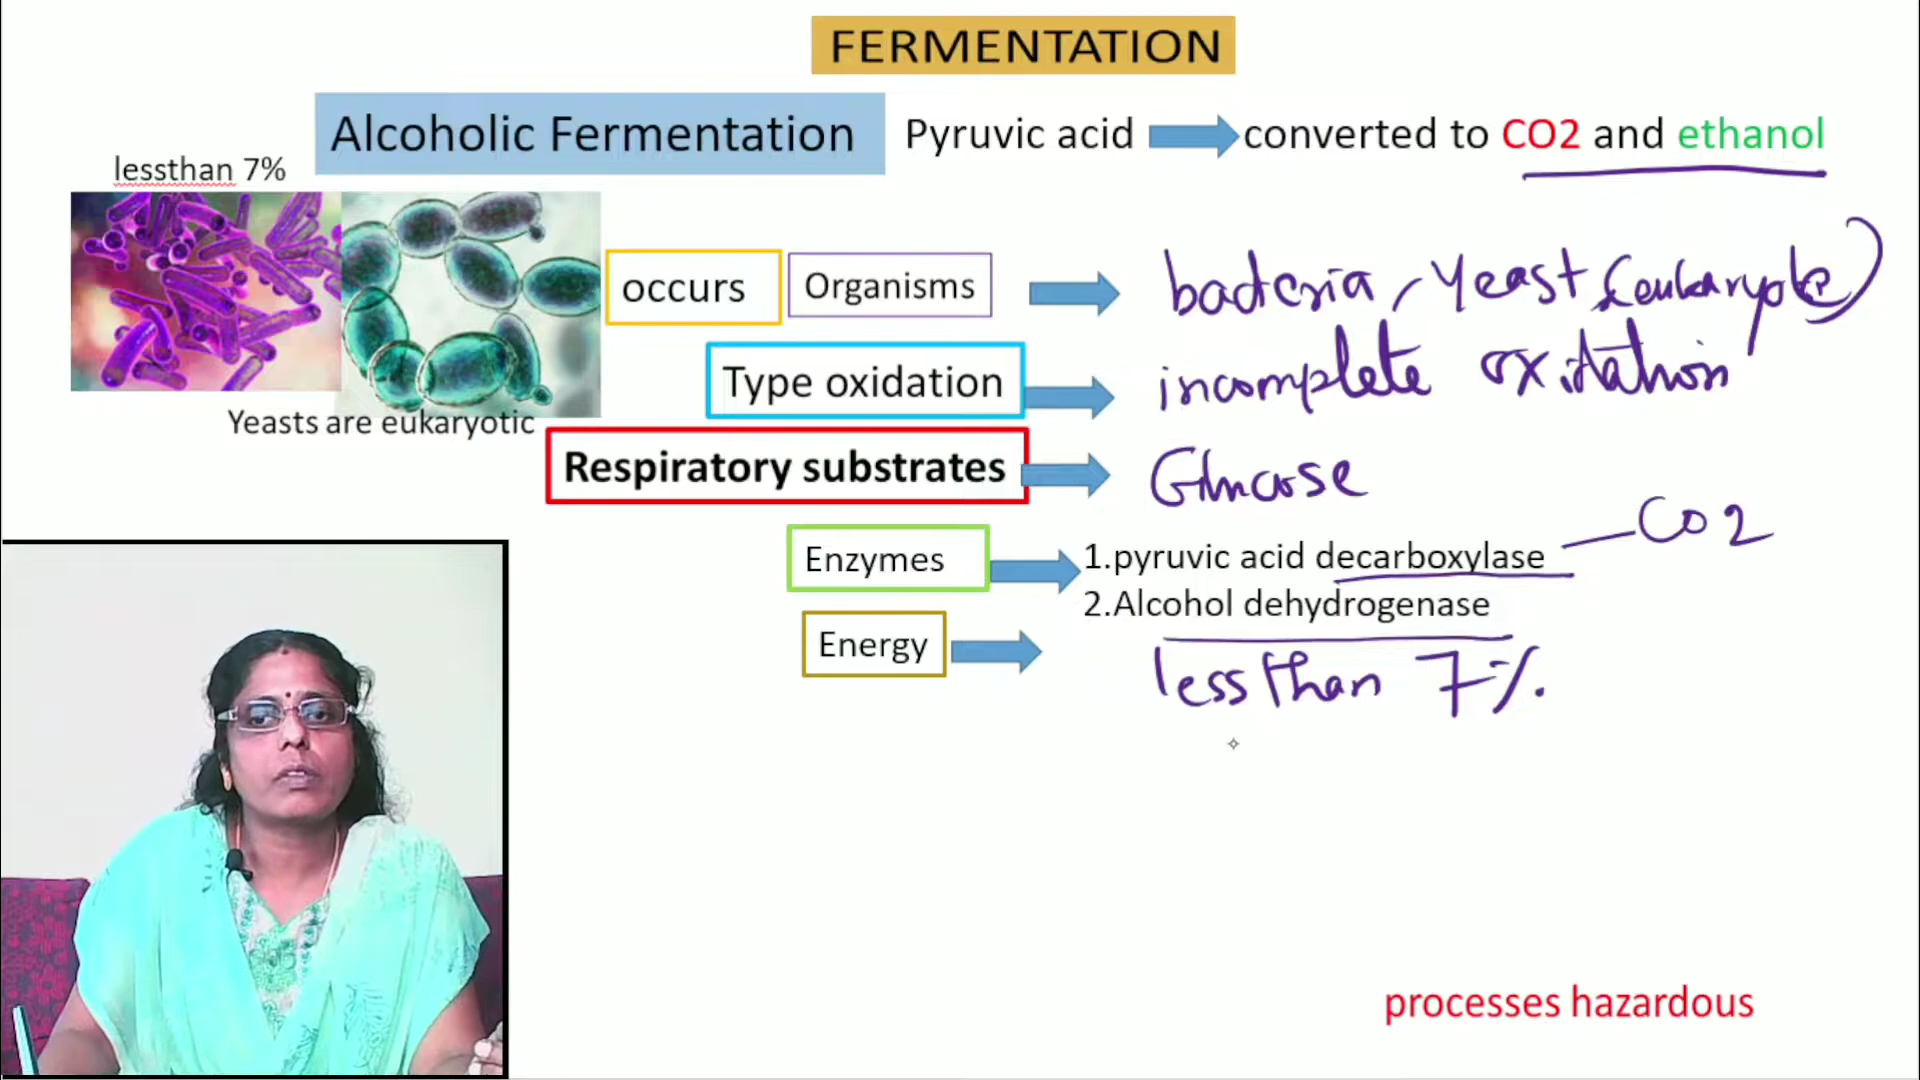 FERMENTATION
Alcoholic Fermentation Pyruvic acid converted to CO2 and ethanol
lessthan 7%
occurs Organisms bacteria, Yeast (eukaryote)
Type oxidation incomplete oxidation
Yeasts are eukaryotic
Respiratory substrates Glucose
CO2
Enzymes 1.pyruvic acid decarboxylase
2.Alcohol dehydrogenase
Energy less than 7%.
processes hazardous